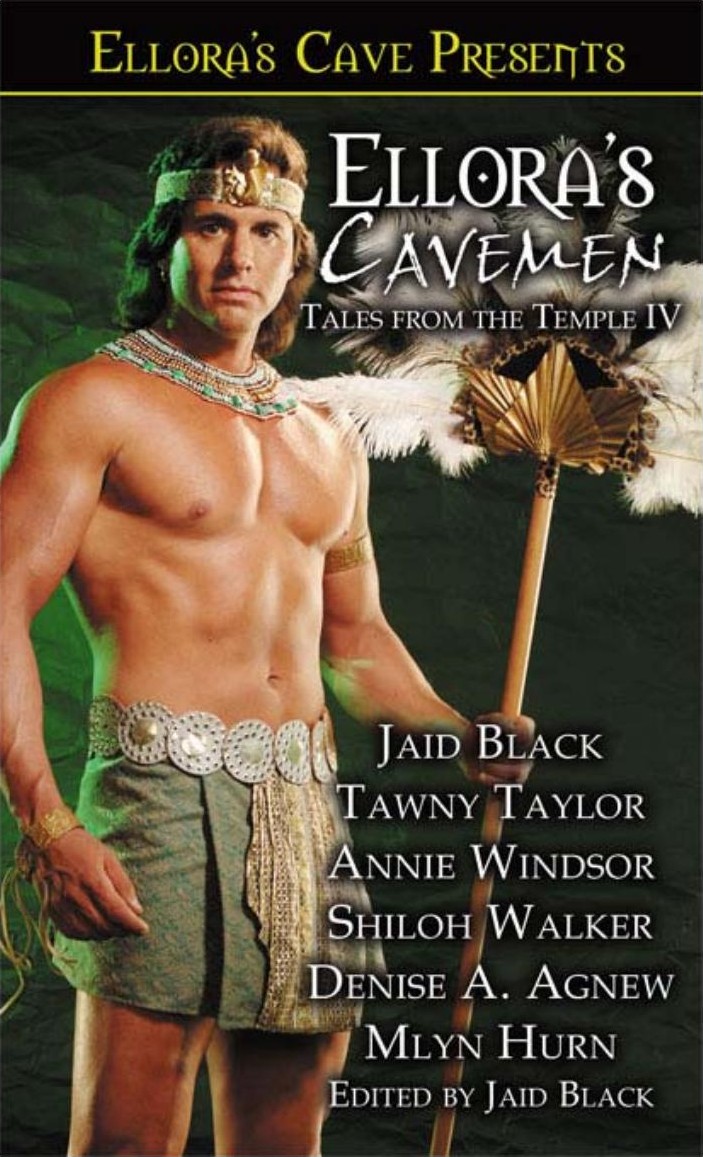 ELLORA'S CAVE PRESENTS
ELLORA'S
CAVEMEN
TALES FROM THE TEMPLE IV
JAID BLACK
TAWNY TAYLOR
ANNIE WINDSOR
SHILOH WALKER
DENISE A. AGNEW
MLYN HURN
EDITED BY JAID BLACK